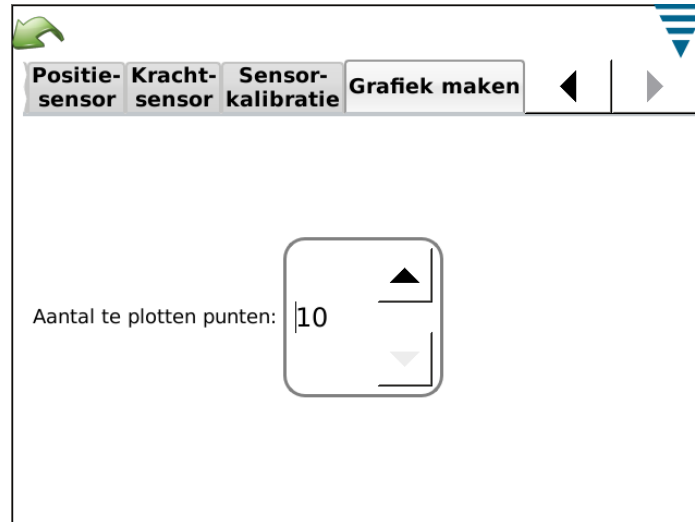 Positie-
sensor
Kracht-
sensor
Sensor-
kalibratie
Grafiek maken
Aantal te plotten punten: 10